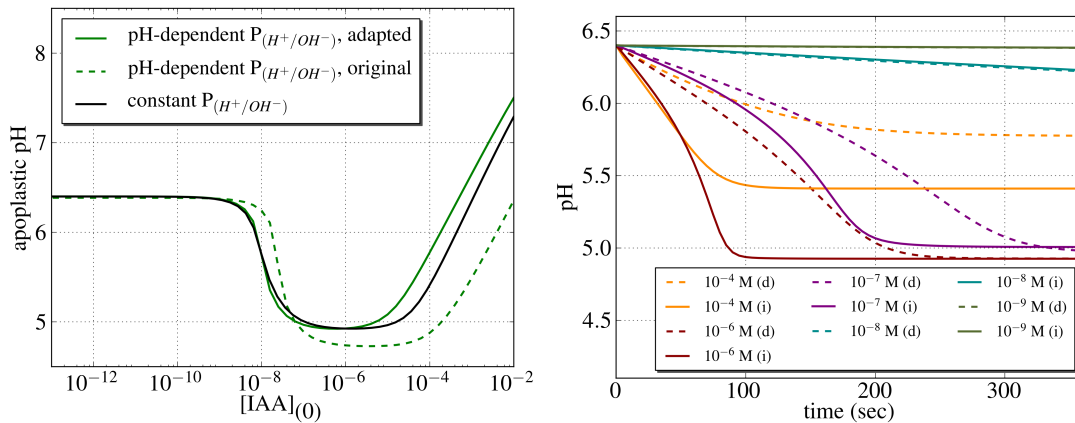 8
7
6
5
apoplastic pH
pH-dependent P(H+/OH−), adapted
pH-dependent P(H+/OH−), original
constant P(H+/OH−)
10−12 10−10 10−8 10−6 10−4 10−2
[IAA](0)
6.5
6.0
5.5
5.0
4.5
pH
10−4 M (d) 10−7 M (d) 10−8 M (i)
10−4 M (i) 10−7 M (i) 10−9 M (d)
10−6 M (d) 10−8 M (d) 10−9 M (i)
10−6 M (i)
0 100 200 300
time (sec)